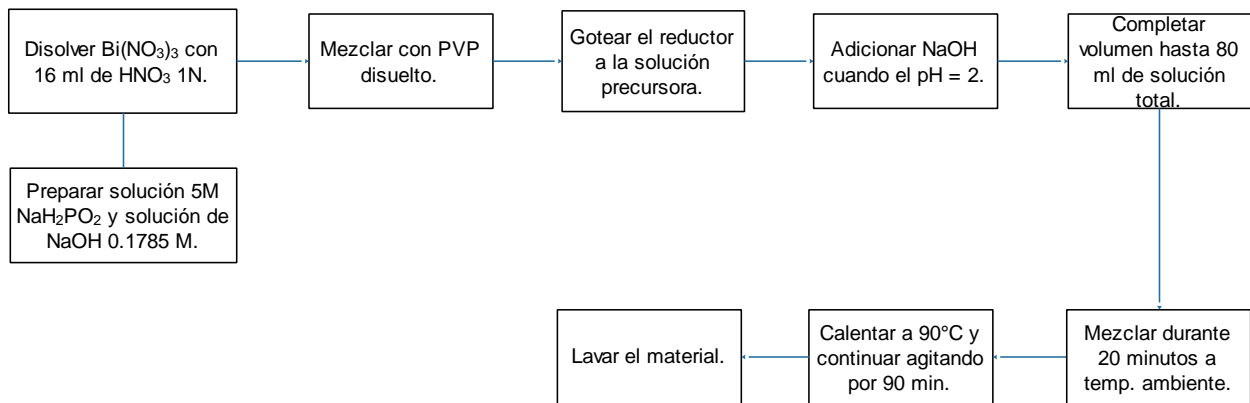 Disolver Bi(NO₃)₃ con
16 ml de HNO₃ 1N.
Mezclar con PVP
disuelto.
Gotear el reductor
a la solución
precursora.
Adicionar NaOH
cuando el pH = 2.
Completar
volumen hasta 80
ml de solución
total.
Preparar solución 5M
NaH₂PO₂ y solución de
NaOH 0.1785 M.
Mezclar durante
20 minutos a
temp. ambiente.
Calentar a 90°C y
continuar agitando
por 90 min.
Lavar el material.